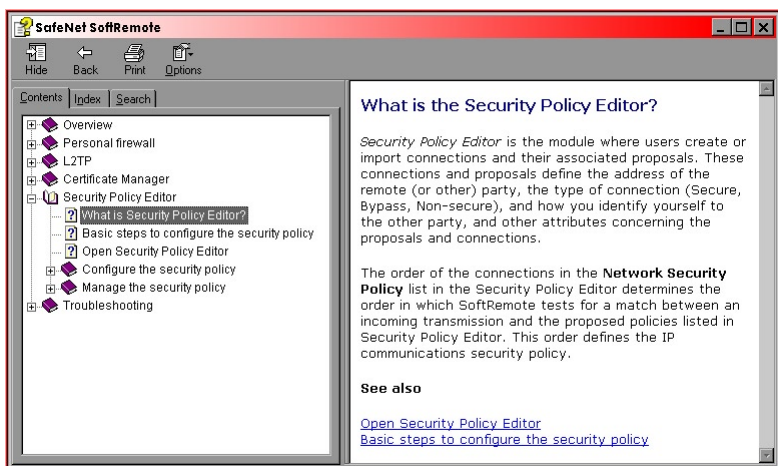 SafeNet SoftRemote
Hide Back Print Options
Contents Index Search
Overview
Personal firewall
L2TP
Certificate Manager
Security Policy Editor
What is Security Policy Editor?
Basic steps to configure the security policy
Open Security Policy Editor
Configure the security policy
Manage the security policy
Troubleshooting
What is the Security Policy Editor?
Security Policy Editor is the module where users create or
import connections and their associated proposals. These
connections and proposals define the address of the
remote (or other) party, the type of connection (Secure,
Bypass, Non-secure), and how you identify yourself to
the other party, and other attributes concerning the
proposals and connections.
The order of the connections in the Network Security
Policy list in the Security Policy Editor determines the
order in which SoftRemote tests for a match between an
incoming transmission and the proposed policies listed in
Security Policy Editor. This order defines the IP
communications security policy.
See also
Open Security Policy Editor
Basic steps to configure the security policy